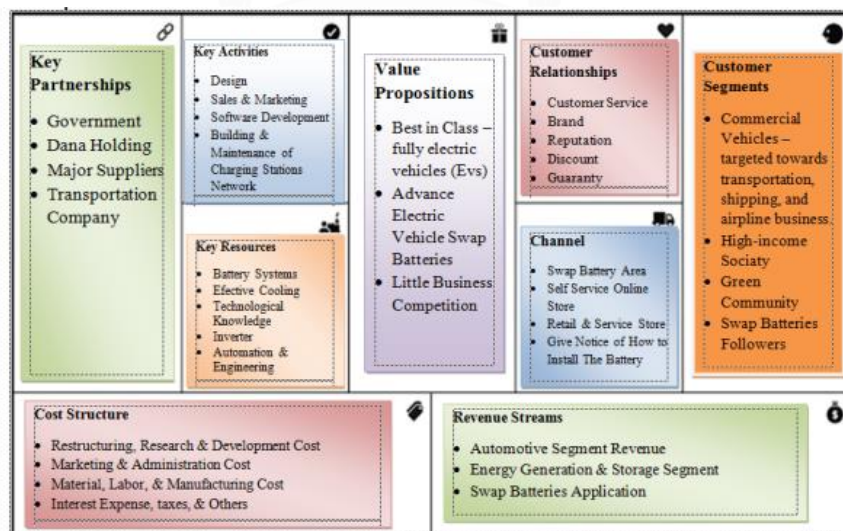 Key
Partnerships
• Government
• Dana Holding
• Major Suppliers
• Transportation
Company
Key Activities
• Design
• Sales & Marketing
• Software Development
• Building &
Maintenance of
Charging Stations
Network
Key Resources
• Battery Systems
• Efective Cooling
• Technological
Knowledge
• Inverter
• Automation &
Engineering
Value
Propositions
• Best in Class –
fully electric
vehicles (Evs)
• Advance
Electric
Vehicle Swap
Batteries
• Little Business
Competition
Customer
Relationships
• Customer Service
• Brand
• Reputation
• Discount
• Guaranty
Channel
• Swap Battery Area
• Self Service Online
Store
• Retail & Service Store
• Give Notice of How to
Install The Battery
Customer
Segments
• Commercial
Vehicles –
targeted towards
transportation,
shipping, and
airpline business.
• High-income
Sociaty
• Green
Community
• Swap Batteries
Followers
Cost Structure
• Restructuring, Research & Development Cost
• Marketing & Administration Cost
• Material, Labor, & Manufacturing Cost
• Interest Expense, taxes, & Others
Revenue Streams
• Automotive Segment Revenue
• Energy Generation & Storage Segment
• Swap Batteries Application